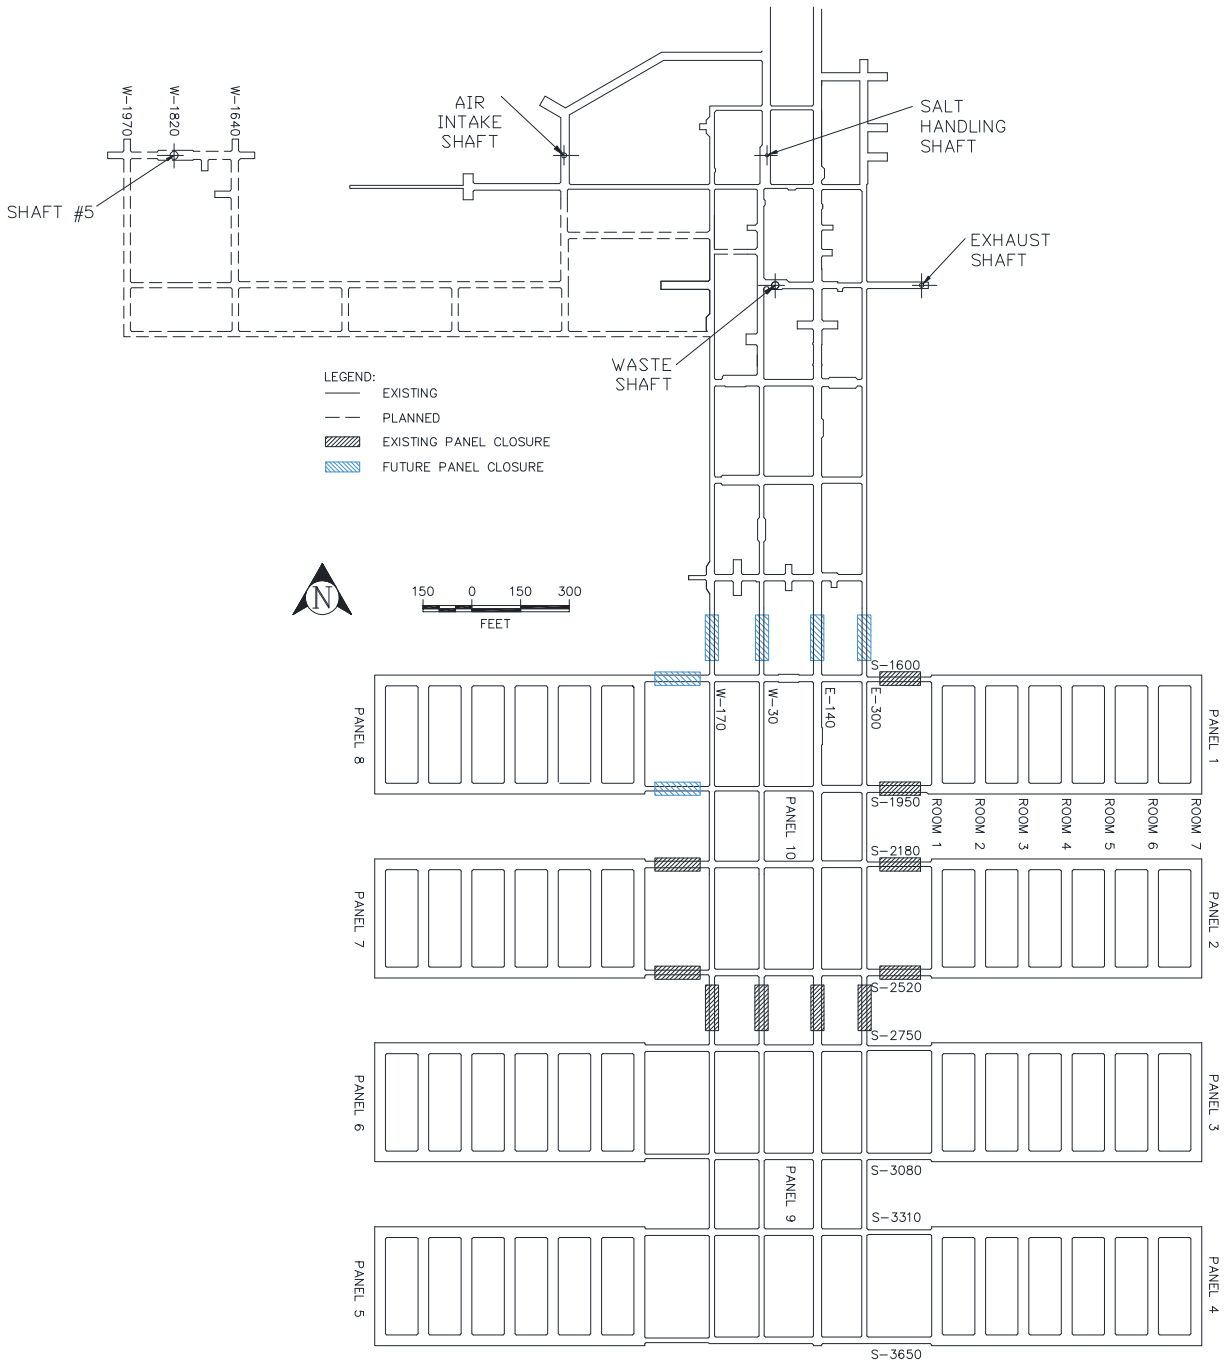 W-1970
W-1820
W-1640
AIR
INTAKE
SHAFT
SALT
HANDLING
SHAFT
SHAFT #5
EXHAUST
SHAFT
WASTE
SHAFT
LEGEND:
EXISTING
PLANNED
EXISTING PANEL CLOSURE
FUTURE PANEL CLOSURE
N
150 0 150 300
FEET
S-1600
W-170
W-30
E-140
E-300
PANEL 8
PANEL 1
S-1950
PANEL 10
ROOM 1
ROOM 2
ROOM 3
ROOM 4
ROOM 5
ROOM 6
ROOM 7
S-2180
PANEL 7
PANEL 2
S-2520
S-2750
PANEL 6
PANEL 3
S-3080
PANEL 9
S-3310
PANEL 5
PANEL 4
S-3650